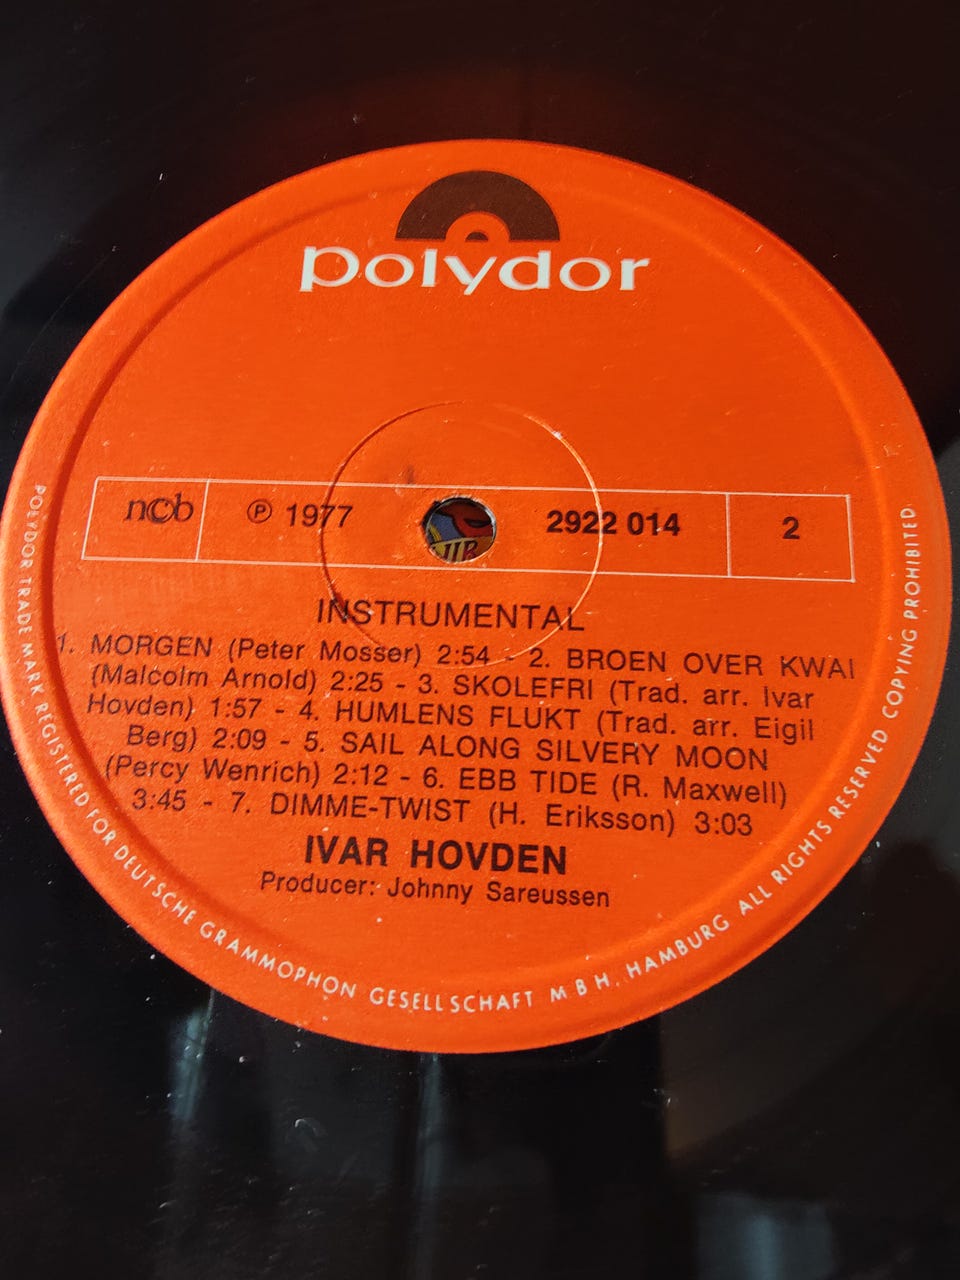 polydor
ncb
℗ 1977
2922 014
2
INSTRUMENTAL
1. MORGEN (Peter Mosser) 2:54 - 2. BROEN OVER KWAI
(Malcolm Arnold) 2:25 - 3. SKOLEFRI (Trad. arr. Ivar
Hovden) 1:57 - 4. HUMLENS FLUKT (Trad. arr. Eigil
Berg) 2:09 - 5. SAIL ALONG SILVERY MOON
(Percy Wenrich) 2:12 - 6. EBB TIDE (R. Maxwell)
3:45 - 7. DIMME-TWIST (H. Eriksson) 3:03
IVAR HOVDEN
Producer: Johnny Sareussen
POLYDOR TRADE MARK REGISTERED FOR DEUTSCHE GRAMMOPHON GESELLSCHAFT M B H, HAMBURG ALL RIGHTS RESERVED COPYING PROHIBITED